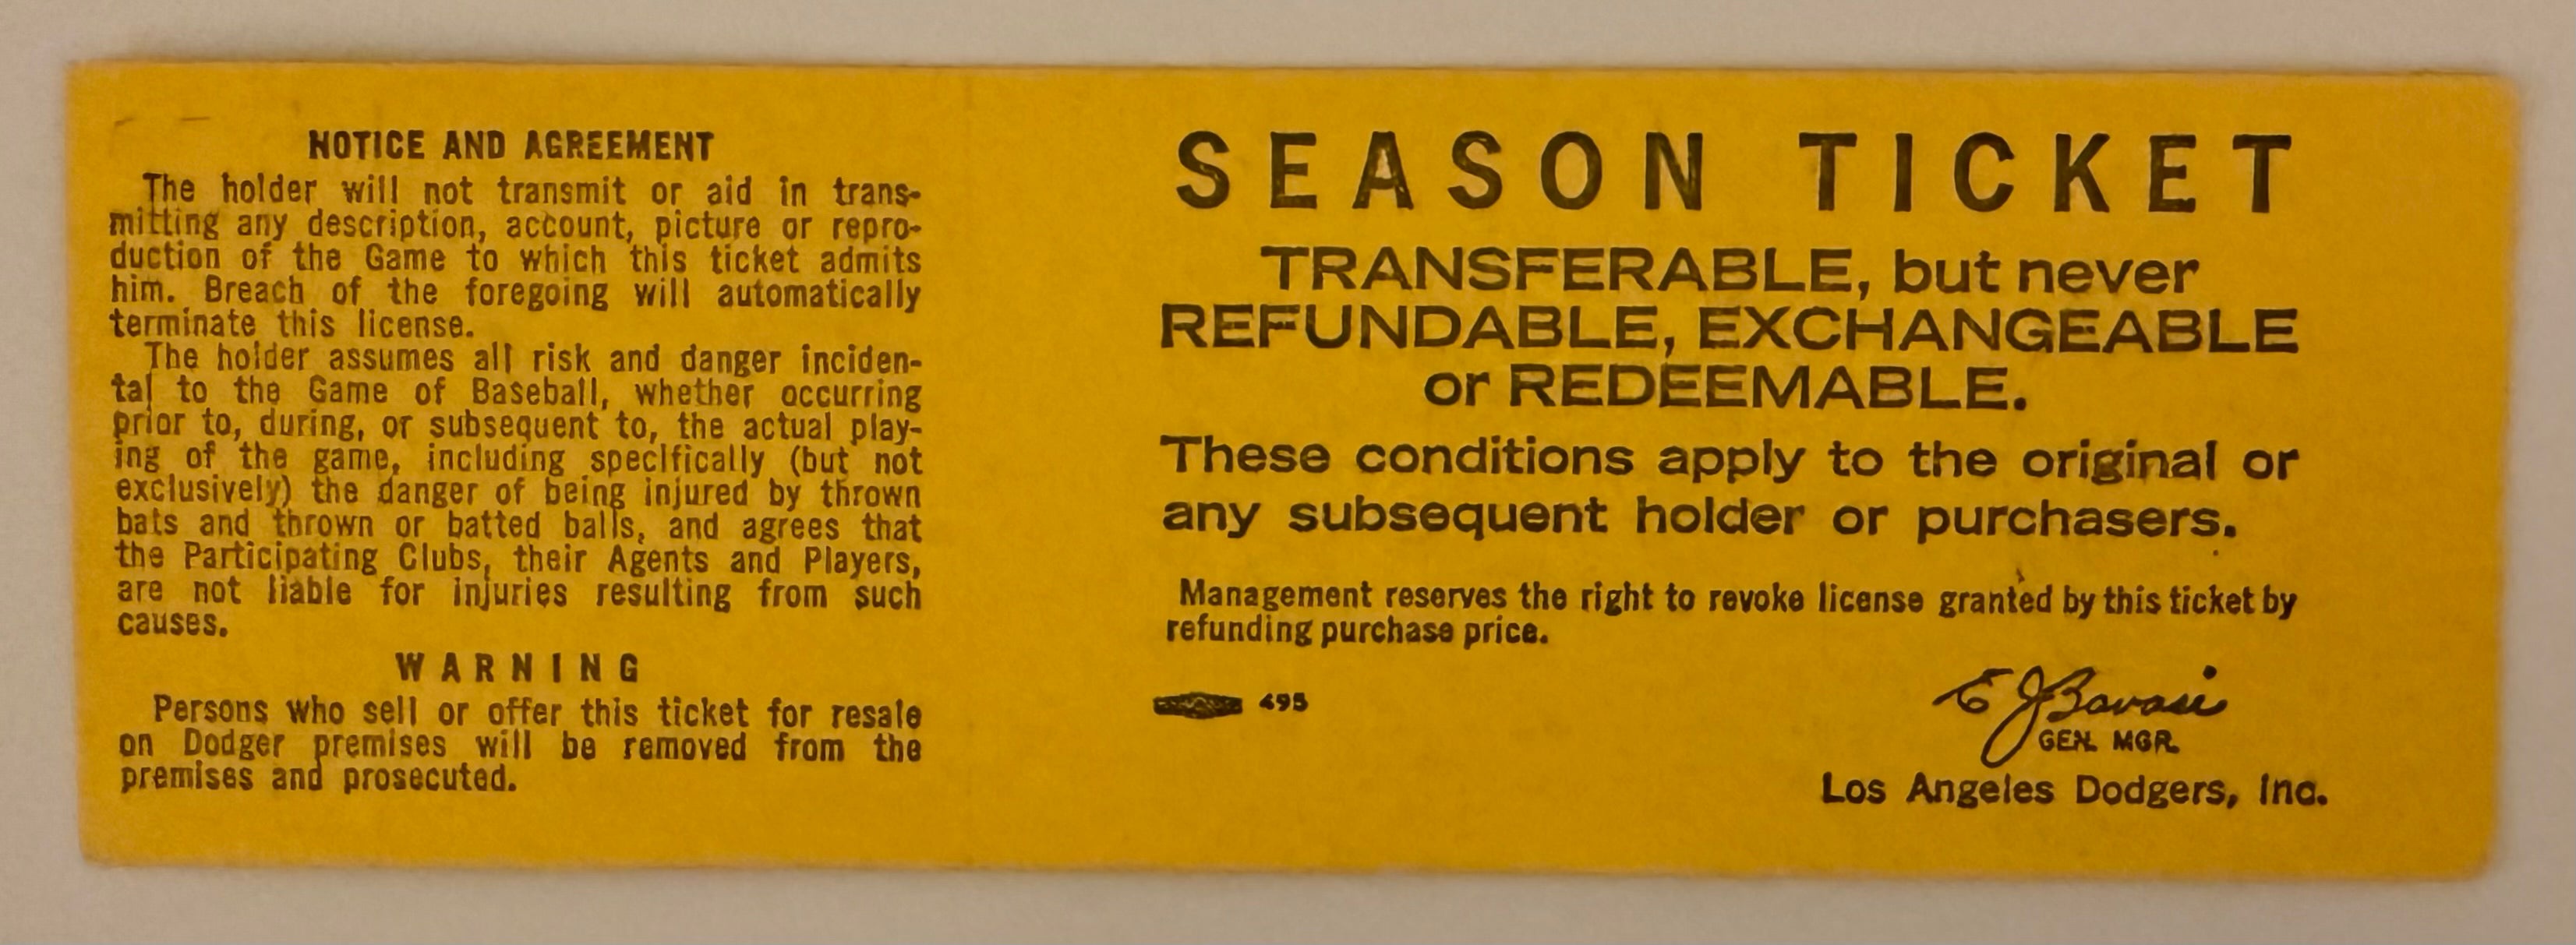 NOTICE AND AGREEMENT
The holder will not transmit or aid in trans-
mitting any description, account, picture or repro-
duction of the Game to which this ticket admits
him. Breach of the foregoing will automatically
terminate this license.
The holder assumes all risk and danger inciden-
tal to the Game of Baseball, whether occurring
prior to, during, or subsequent to, the actual play-
ing of the game, including specifically (but not
exclusively) the danger of being injured by thrown
bats and thrown or batted balls, and agrees that
the Participating Clubs, their Agents and Players,
are not liable for injuries resulting from such
causes.
WARNING
Persons who sell or offer this ticket for resale
on Dodger premises will be removed from the
premises and prosecuted.
SEASON TICKET
TRANSFERABLE, but never
REFUNDABLE, EXCHANGEABLE
or REDEEMABLE.
These conditions apply to the original or
any subsequent holder or purchasers.
Management reserves the right to revoke license granted by this ticket by
refunding purchase price.
495
E J Bavasi
GEN. MGR.
Los Angeles Dodgers, Inc.